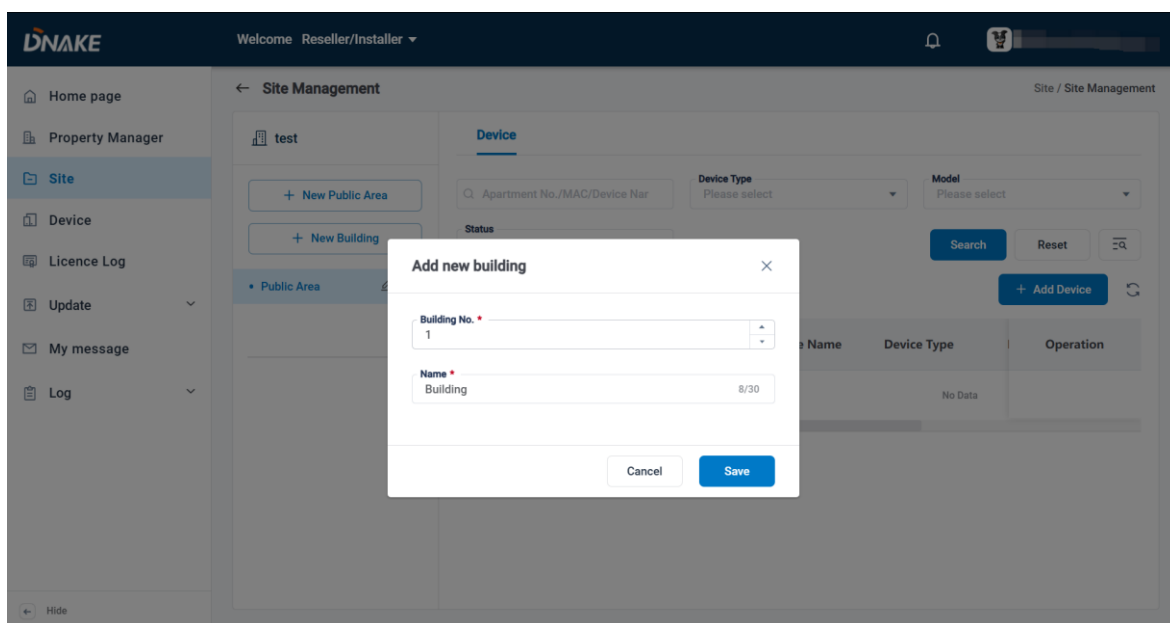 DNAKE
Welcome Reseller/Installer
Home page
Property Manager
Site
Device
Licence Log
Update
My message
Log
Hide
Site Management
Site / Site Management
test
+ New Public Area
+ New Building
Public Area
Device
Apartment No./MAC/Device Nar
Device Type
Please select
Model
Please select
Status
Search
Reset
+ Add Device
Name
Device Type
Operation
No Data
Add new building
Building No. *
1
Name *
Building
8/30
Cancel
Save